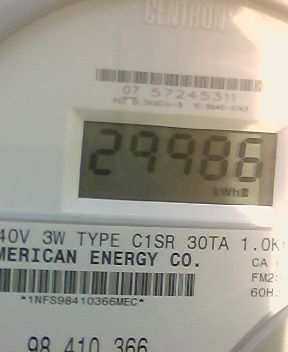 CENTRON
07 57245311
29986
kWh
40V 3W TYPE C1SR 30TA 1.0K
MERICAN ENERGY CO.
CA
FM2S
60H
*1NFS98410366MEC*
98 410 366